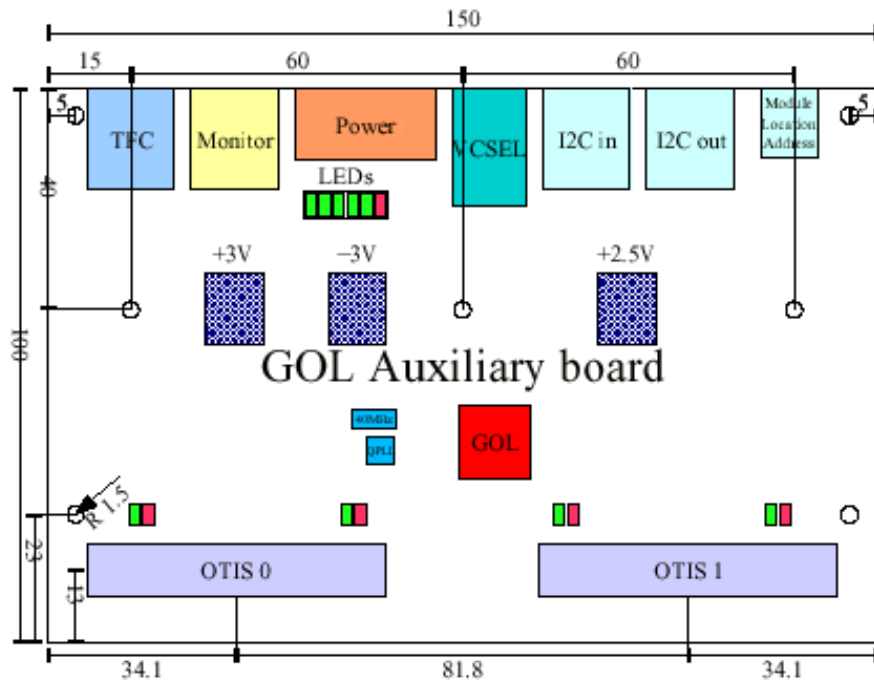 150
15
60
60
5
5
TFC
Monitor
Power
VCSEL
I2C in
I2C out
Module
Location
Address
LEDs
40
+3V
−3V
+2.5V
100
GOL Auxiliary board
40MHz
QPLL
GOL
R 1.5
23
13
OTIS 0
OTIS 1
34.1
81.8
34.1